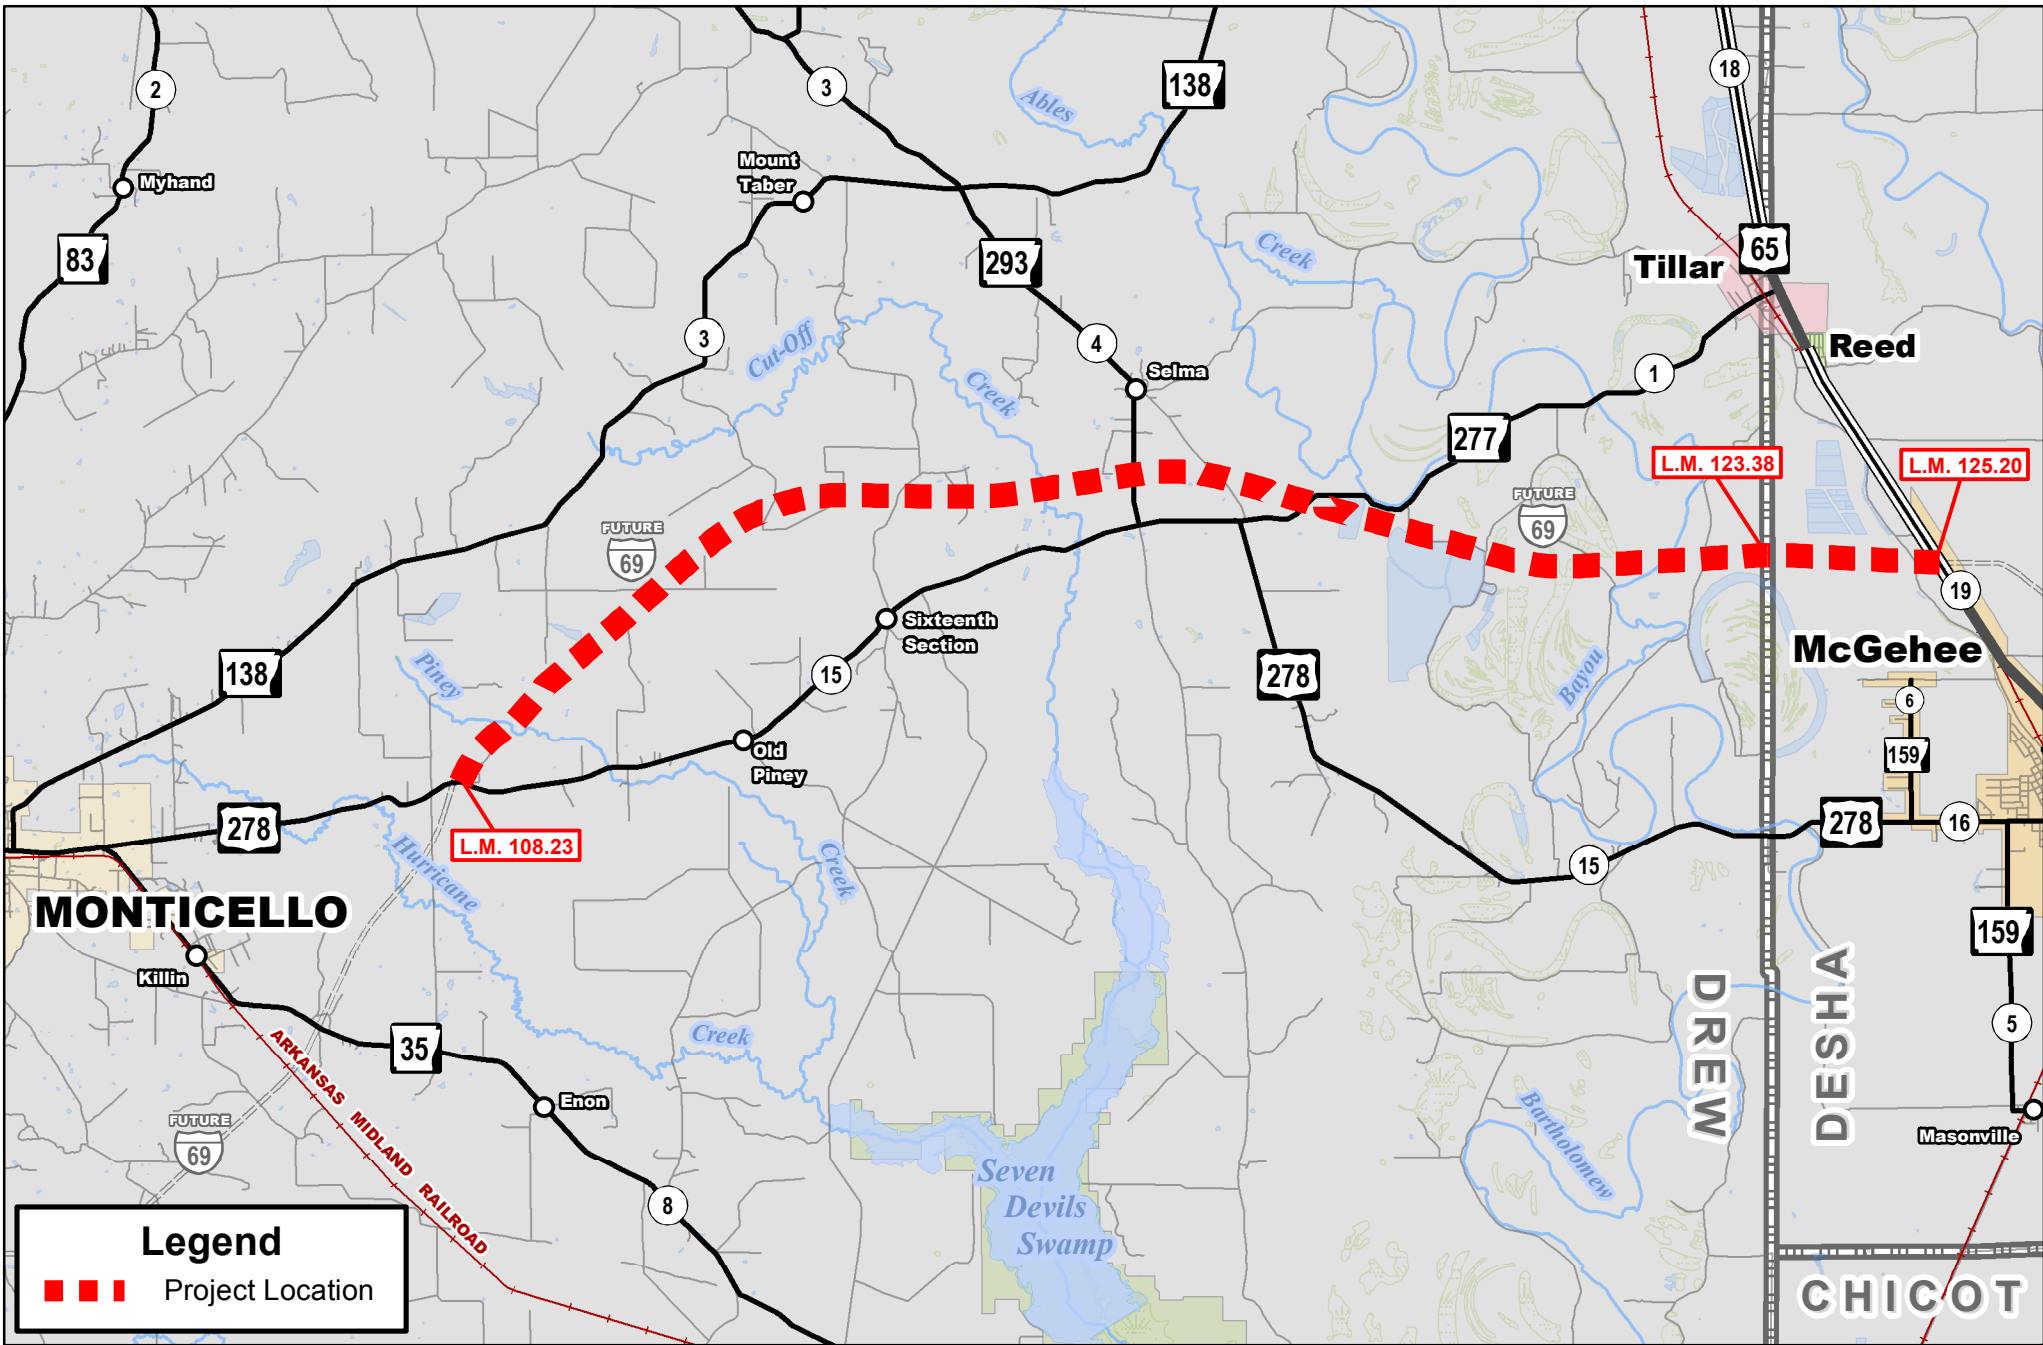 18
2
3
138
Ables
Mount
Taber
Myhand
83
293
Creek
65
Tillar
3
Cut-Off
4
Reed
Selma
Creek
1
277
L.M. 123.38
L.M. 125.20
FUTURE
69
FUTURE
69
19
Sixteenth
Section
McGehee
138
Piney
15
278
Bayou
6
159
Old
Piney
278
L.M. 108.23
278
16
Hurricane
Creek
15
MONTICELLO
159
Killin
DREW
DESHA
5
35
Creek
ARKANSAS MIDLAND RAILROAD
Enon
Bartholomew
Masonville
FUTURE
69
Seven
Devils
Swamp
8
Legend
Project Location
CHICOT